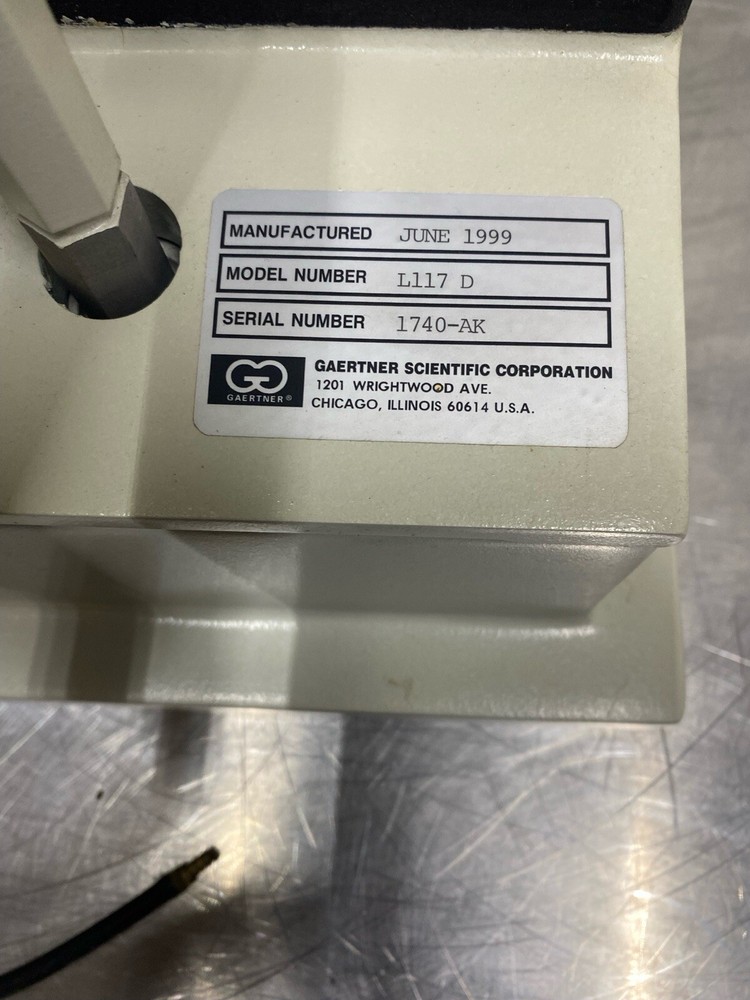 MANUFACTURED JUNE 1999
MODEL NUMBER L117 D
SERIAL NUMBER 1740-AK
GAERTNER®
GAERTNER SCIENTIFIC CORPORATION
1201 WRIGHTWOOD AVE.
CHICAGO, ILLINOIS 60614 U.S.A.